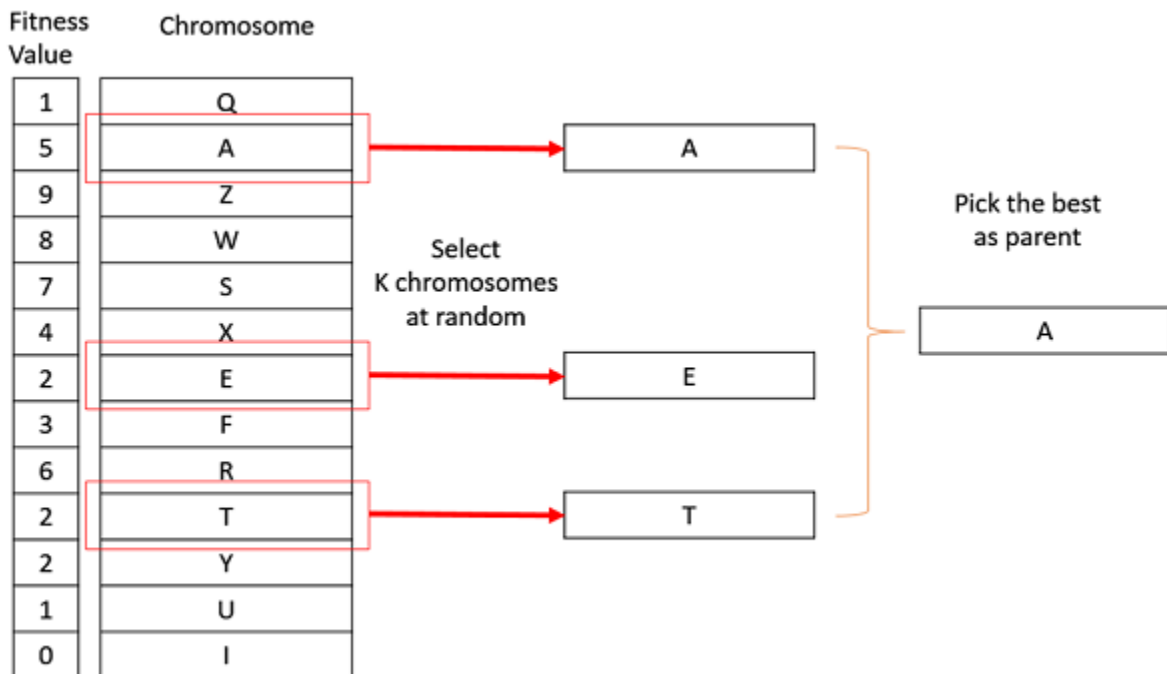 Fitness
Value
Chromosome
1 Q
5 A
9 Z
8 W
7 S
4 X
2 E
3 F
6 R
2 T
2 Y
1 U
0 I
Select
K chromosomes
at random
A
E
T
Pick the best
as parent
A